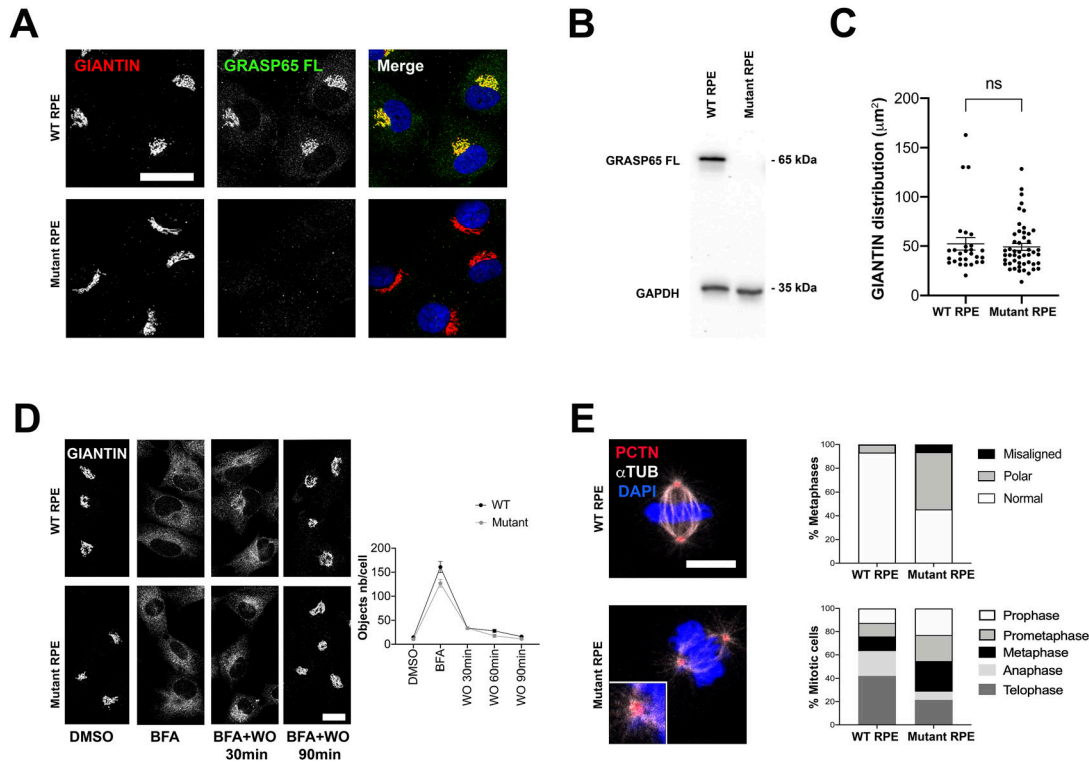 A
GIANTIN
GRASP65 FL
Merge
WT RPE
Mutant RPE
B
WT RPE
Mutant RPE
GRASP65 FL
- 65 kDa
GAPDH
- 35 kDa
C
ns
GIANTIN distribution (μm²)
200
150
100
50
0
WT RPE
Mutant RPE
D
GIANTIN
WT RPE
Mutant RPE
DMSO
BFA
BFA+WO
30min
BFA+WO
90min
WT
Mutant
Objects nb/cell
200
150
100
50
0
DMSO
BFA
WO 30min
WO 60min
WO 90min
E
PCTN
αTUB
DAPI
WT RPE
Mutant RPE
% Metaphases
100
80
60
40
20
0
WT RPE
Mutant RPE
Misaligned
Polar
Normal
% Mitotic cells
100
80
60
40
20
0
WT RPE
Mutant RPE
Prophase
Prometaphase
Metaphase
Anaphase
Telophase